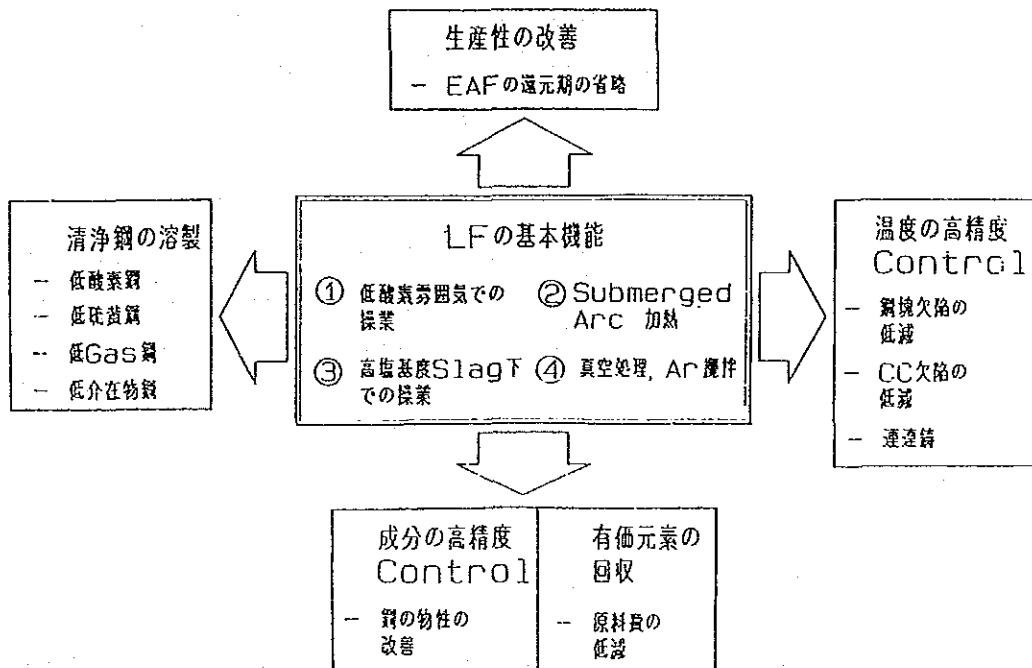 生産性の改善
− EAFの還元期の省略
清浄鋼の溶製
− 低酸素鋼
− 低硫黄鋼
− 低Gas鋼
− 低介在物鋼
LFの基本機能
① 低酸素雰囲気での
操業
② Submerged
Arc 加熱
③ 高塩基度Slag下
での操業
④ 真空処理, Ar攪拌
温度の高精度
Control
− 鋼塊欠陥の
低減
− CC欠陥の
低減
− 連連鋳
成分の高精度
Control
− 鋼の物性の
改善
有価元素の
回収
− 原料費の
低減